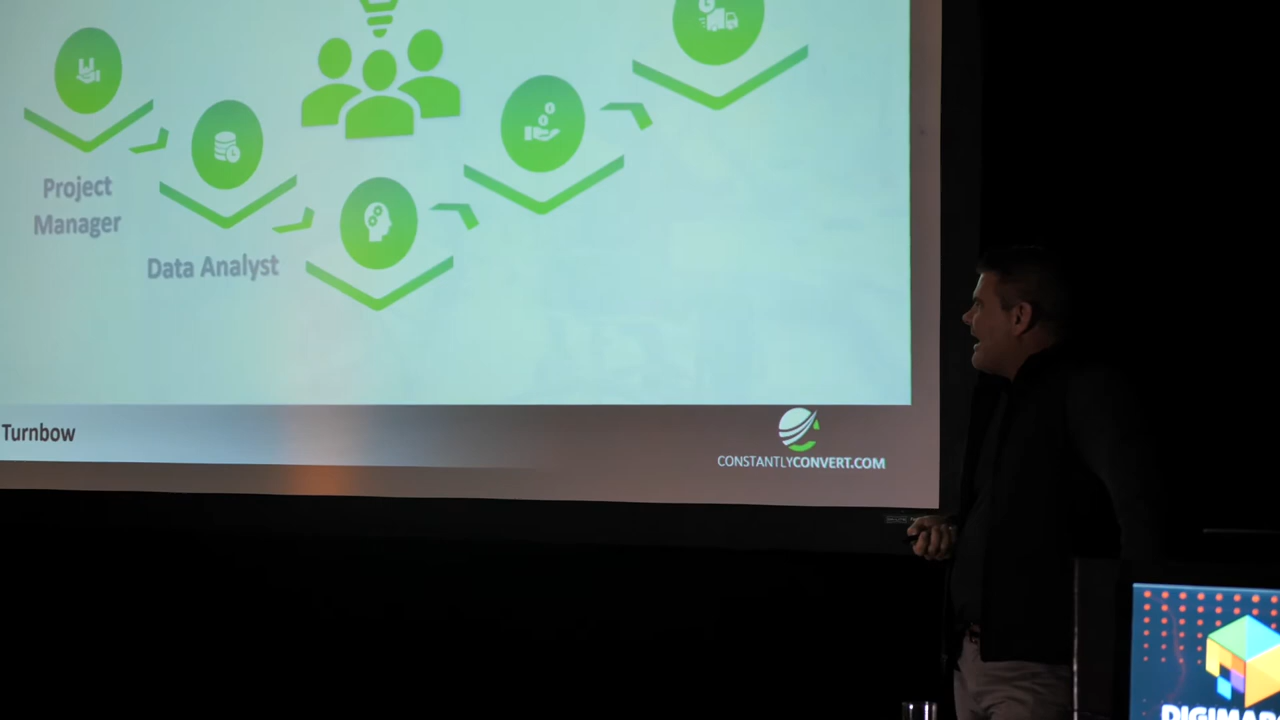 Project
Manager
Data Analyst
Turnbow
CONSTANTLYCONVERT.COM